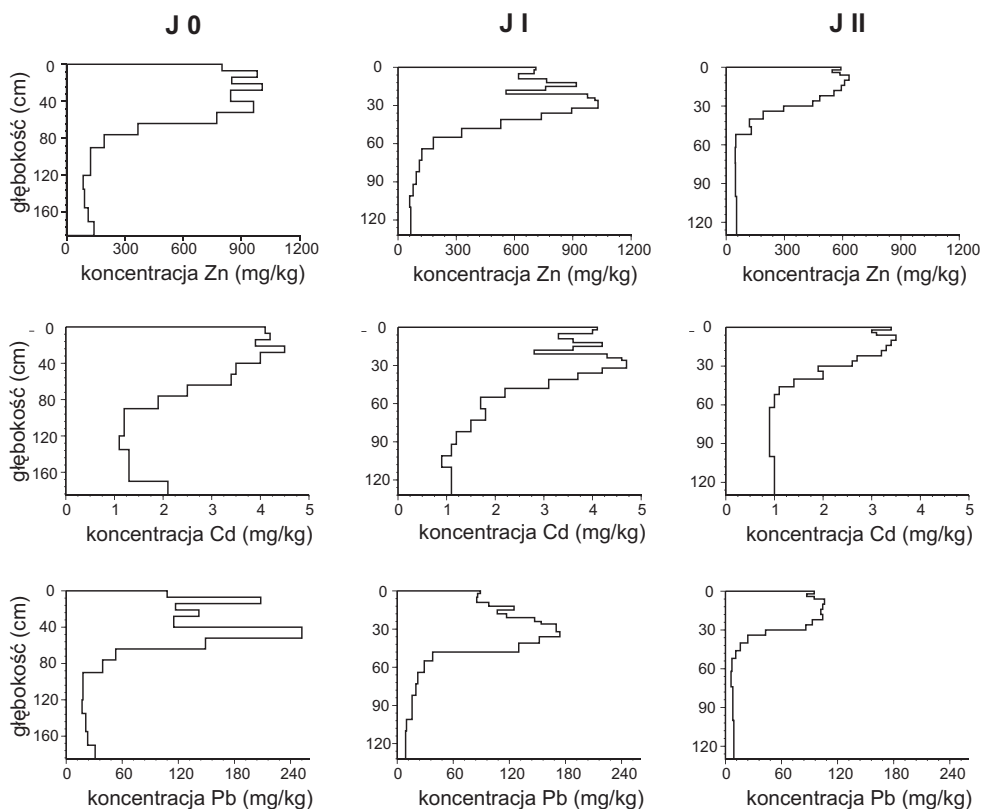 J 0
J I
J II
głębokość (cm)
0
40
80
120
160
0
30
60
90
120
0
30
60
90
120
0 300 600 900 1200
0 300 600 900 1200
0 300 600 900 1200
koncentracja Zn (mg/kg)
koncentracja Zn (mg/kg)
koncentracja Zn (mg/kg)
głębokość (cm)
0
40
80
120
160
0
30
60
90
120
0
30
60
90
120
0 1 2 3 4 5
0 1 2 3 4 5
0 1 2 3 4 5
koncentracja Cd (mg/kg)
koncentracja Cd (mg/kg)
koncentracja Cd (mg/kg)
głębokość (cm)
0
40
80
120
160
0
30
60
90
120
0
30
60
90
120
0 60 120 180 240
0 60 120 180 240
0 60 120 180 240
koncentracja Pb (mg/kg)
koncentracja Pb (mg/kg)
koncentracja Pb (mg/kg)